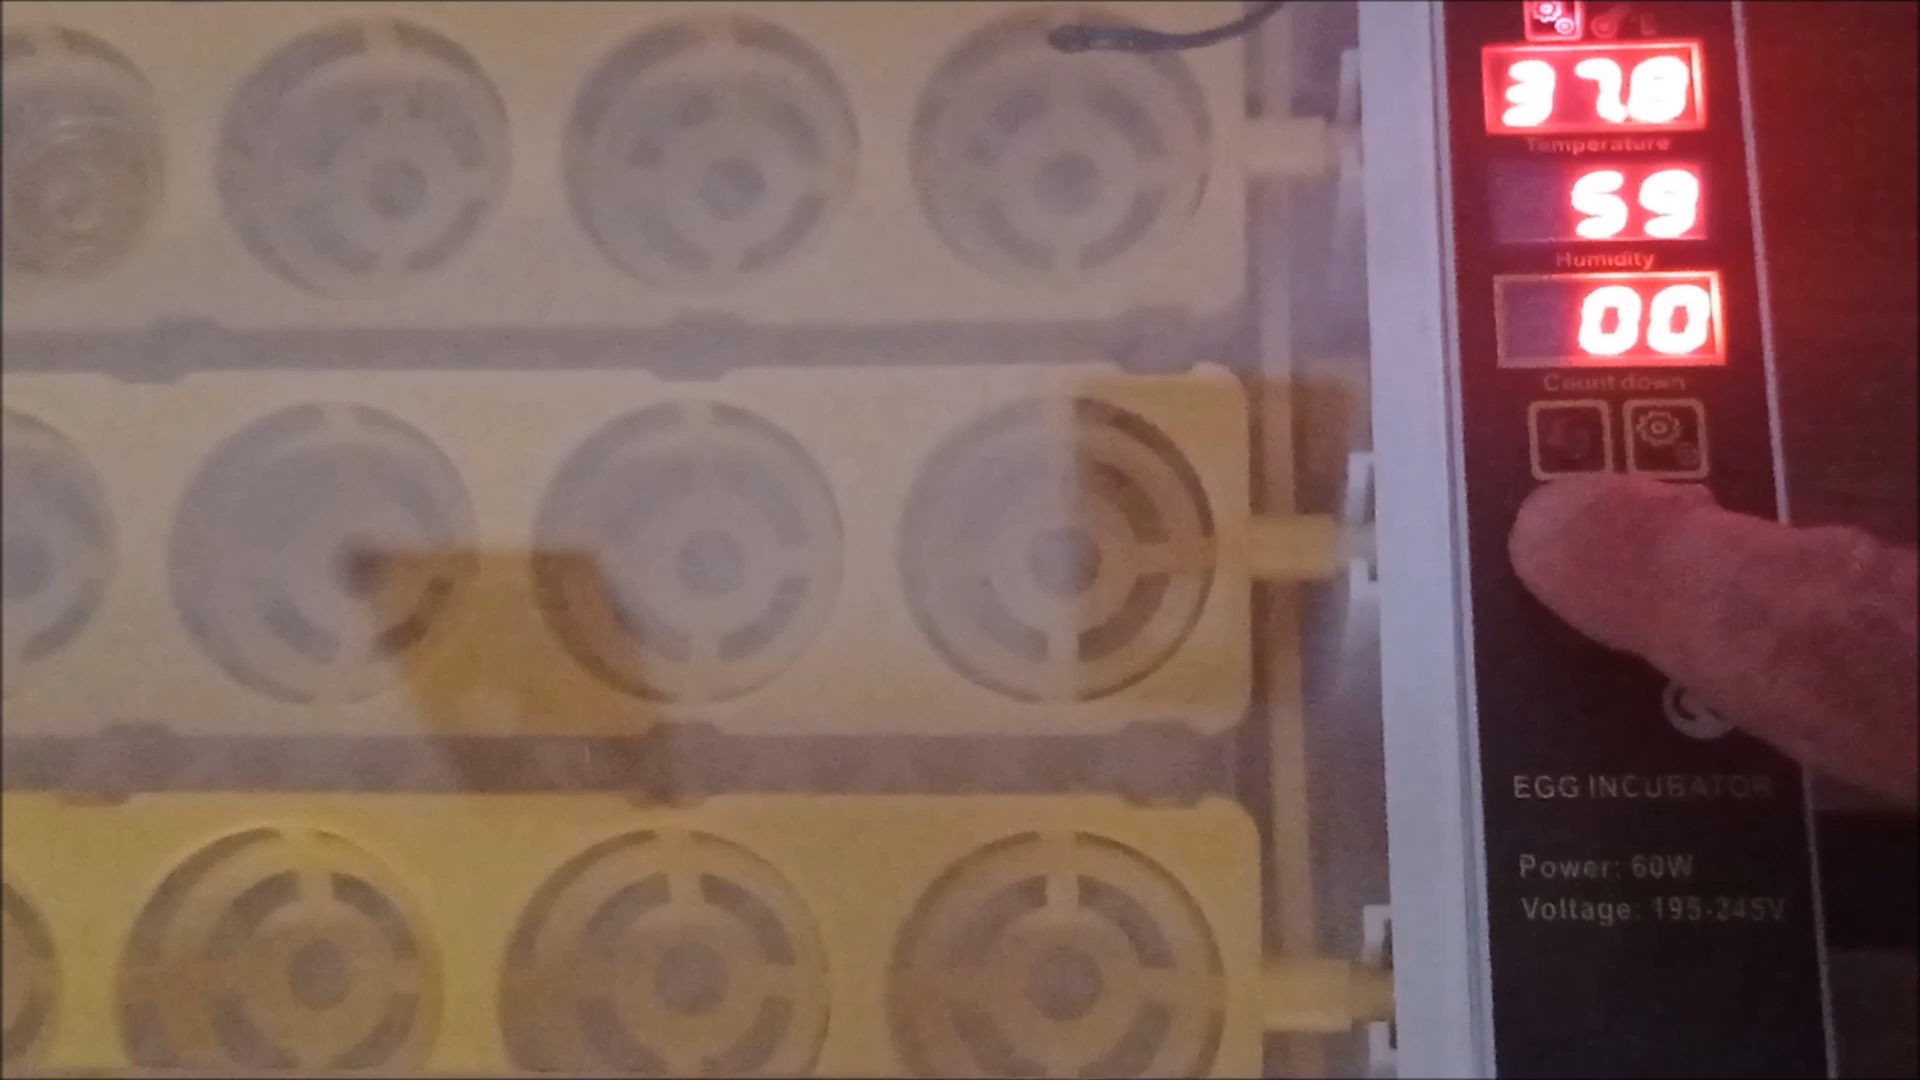 37.8
Temperature
59
Humidity
00
Count down
EGG INCUBATOR
Power: 60W
Voltage: 195-245V